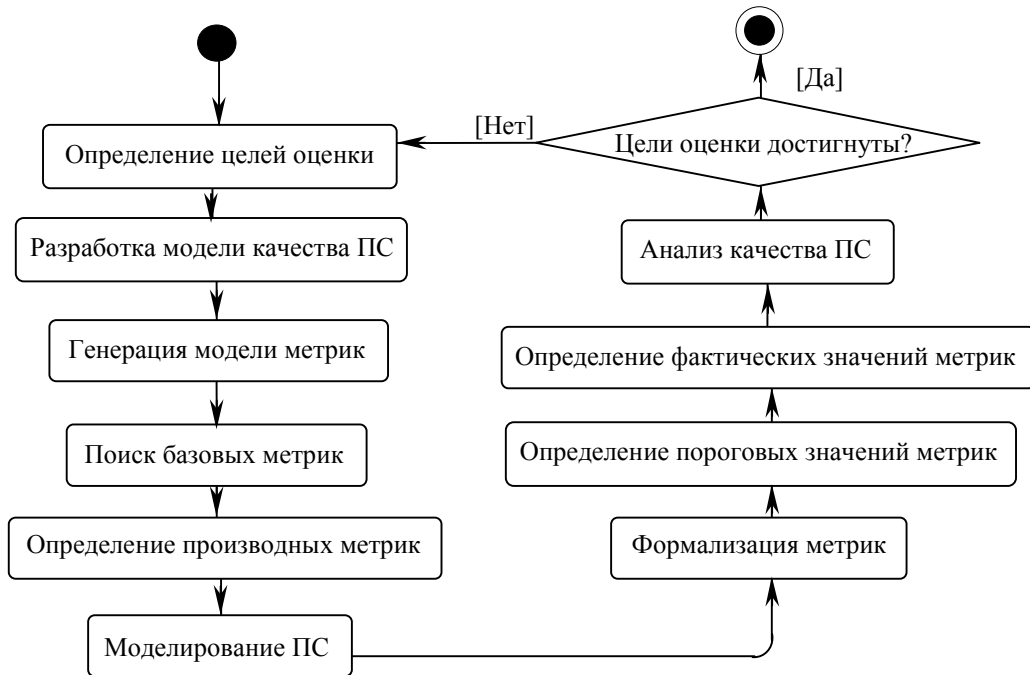 Определение целей оценки
Разработка модели качества ПС
Генерация модели метрик
Поиск базовых метрик
Определение производных метрик
Моделирование ПС
Формализация метрик
Определение пороговых значений метрик
Определение фактических значений метрик
Анализ качества ПС
Цели оценки достигнуты?
[Нет]
[Да]